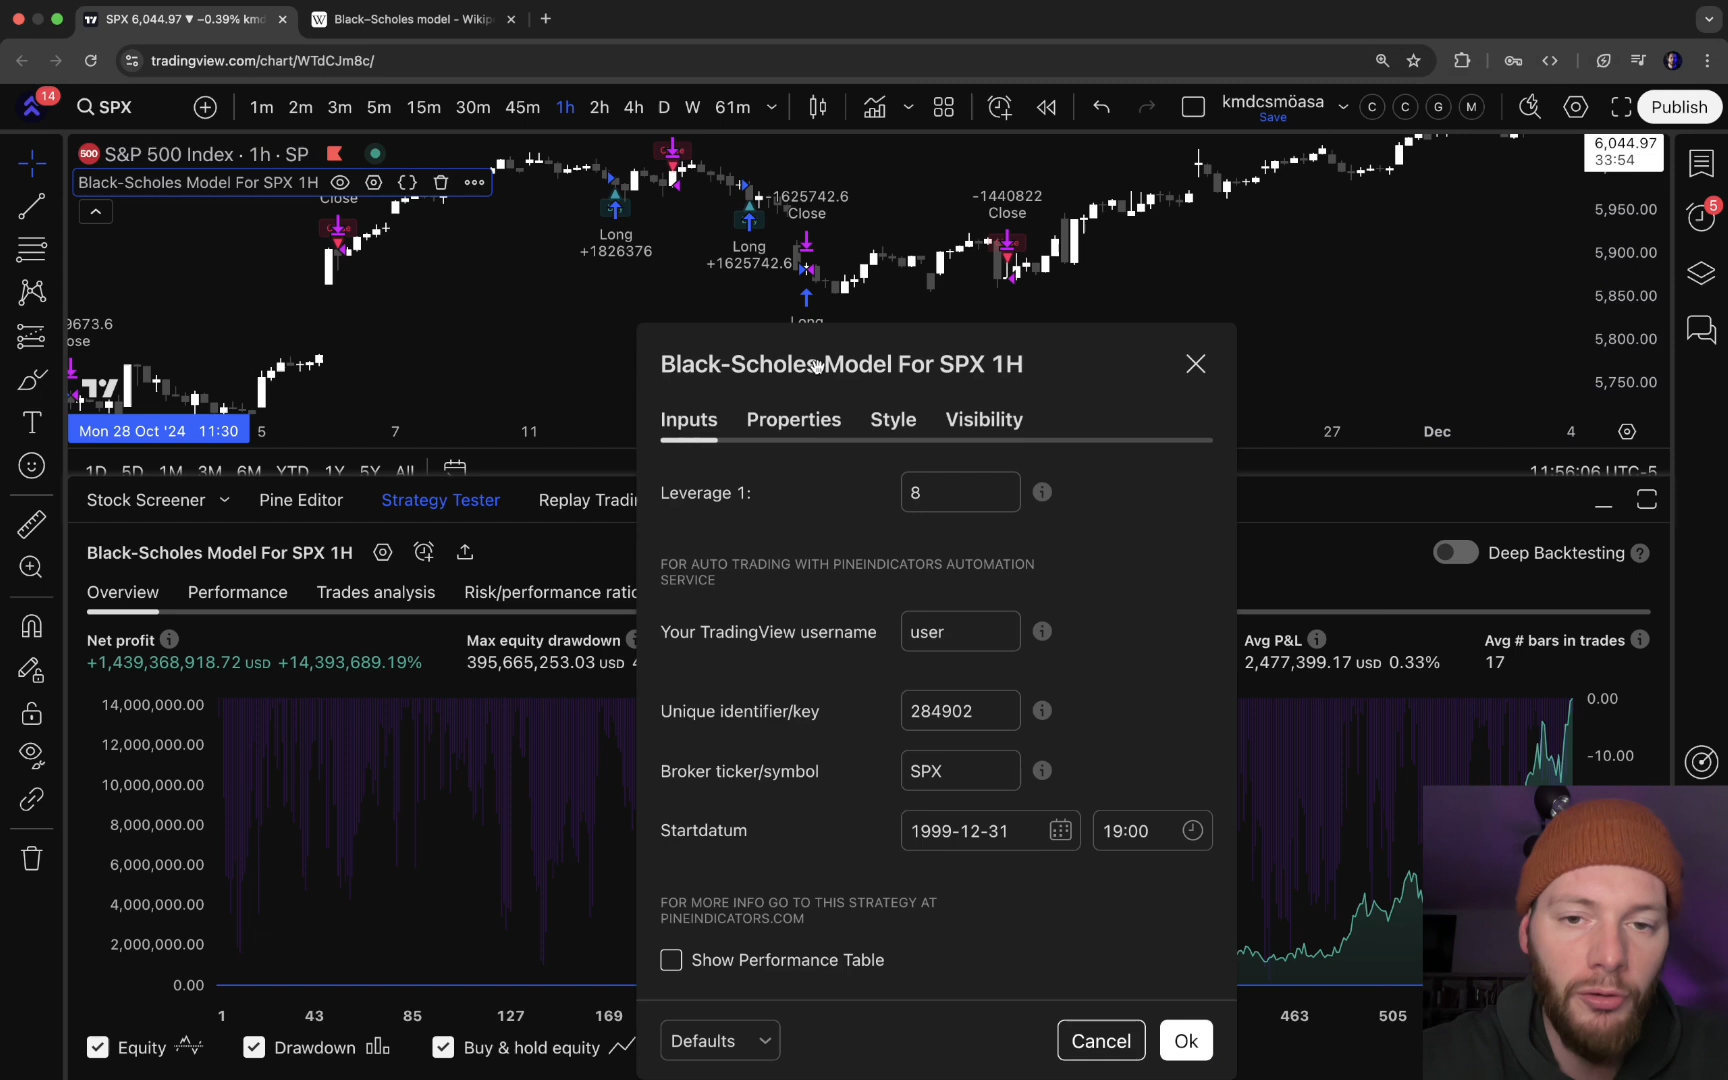 SPX 6,044.97 ▼ −0.39% kmd
Black–Scholes model - Wikip
tradingview.com/chart/WTdCJm8c/
14
SPX
1m 2m 3m 5m 15m 30m 45m 1h 2h 4h D W 61m
kmdcsmöasa
Save
C C G M
Publish
500 S&P 500 Index · 1h · SP
Black-Scholes Model For SPX 1H
6,044.97
33:54
5,950.00
5,900.00
5,850.00
5,800.00
5,750.00
5
Close
Long
+1826376
Long
+1625742.6
-1625742.6
Close
-1440822
Close
Long
9673.6
ose
Mon 28 Oct '24 11:30
5 7 11 27 Dec 4
1D 5D 1M 3M 6M YTD 1Y 5Y All
11:56:06 UTC-5
Stock Screener
Pine Editor
Strategy Tester
Replay Tradi
Black-Scholes Model For SPX 1H
Deep Backtesting
Overview
Performance
Trades analysis
Risk/performance ratio
Net profit
+1,439,368,918.72 USD +14,393,689.19%
Max equity drawdown
395,665,253.03 USD
Avg P&L
2,477,399.17 USD 0.33%
Avg # bars in trades
17
14,000,000.00
12,000,000.00
10,000,000.00
8,000,000.00
6,000,000.00
4,000,000.00
2,000,000.00
0.00
0.00
-10.00
1 43 85 127 169 463 505
Equity
Drawdown
Buy & hold equity
Black-Scholes Model For SPX 1H
Inputs
Properties
Style
Visibility
Leverage 1:
8
FOR AUTO TRADING WITH PINEINDICATORS AUTOMATION
SERVICE
Your TradingView username
user
Unique identifier/key
284902
Broker ticker/symbol
SPX
Startdatum
1999-12-31
19:00
FOR MORE INFO GO TO THIS STRATEGY AT
PINEINDICATORS.COM
Show Performance Table
Defaults
Cancel
Ok